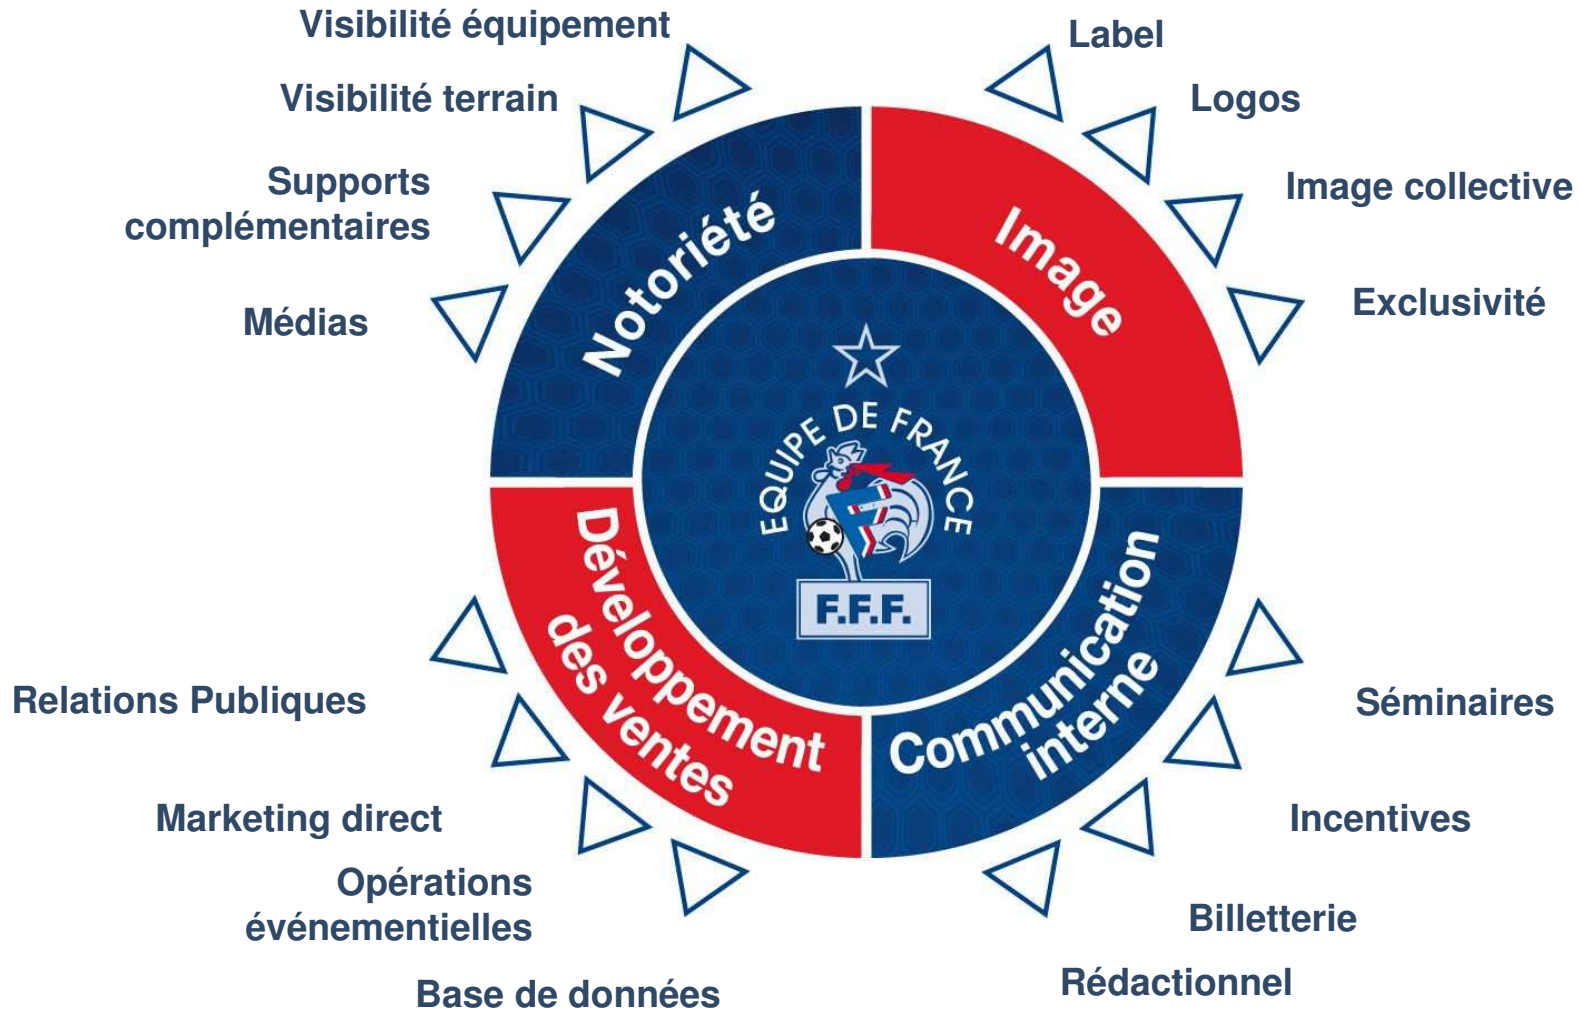 Visibilité équipement
Visibilité terrain
Supports
complémentaires
Médias
Label
Logos
Image collective
Exclusivité
Notoriété
Image
EQUIPE DE FRANCE
F
F.F.F.
Développement
des ventes
Communication
interne
Relations Publiques
Marketing direct
Opérations
événementielles
Base de données
Séminaires
Incentives
Billetterie
Rédactionnel